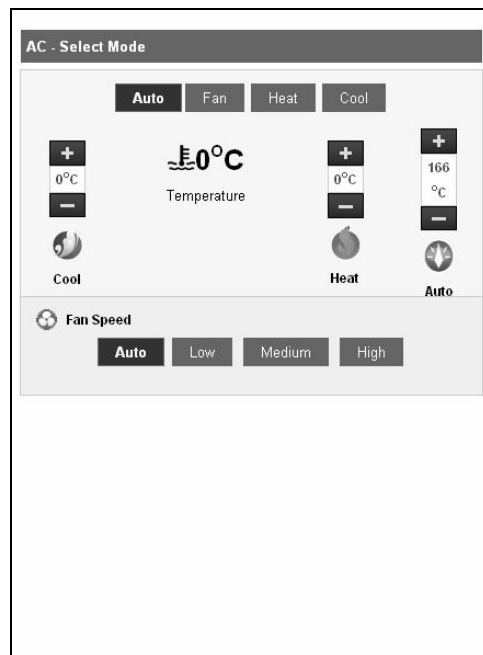 AC - Select Mode
Auto Fan Heat Cool
+ 0°C Temperature + +
0°C 0°C 166
°C
— — —
Cool Heat Auto
Fan Speed
Auto Low Medium High